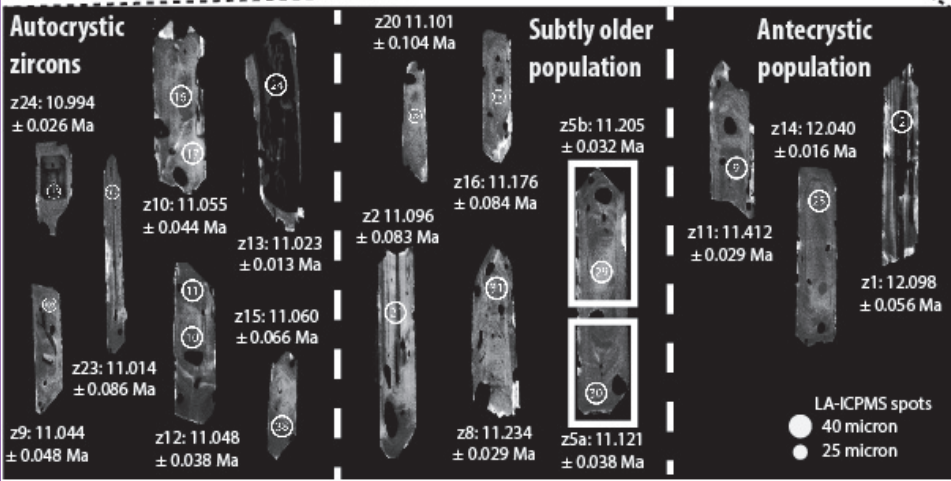 Autocrystic
zircons
z24: 10.994
± 0.026 Ma
z10: 11.055
± 0.044 Ma
z13: 11.023
± 0.013 Ma
z15: 11.060
± 0.066 Ma
z23: 11.014
± 0.086 Ma
z9: 11.044
± 0.048 Ma
z12: 11.048
± 0.038 Ma
11
10
z20 11.101
± 0.104 Ma
Subtly older
population
z5b: 11.205
± 0.032 Ma
z16: 11.176
± 0.084 Ma
z2 11.096
± 0.083 Ma
z8: 11.234
± 0.029 Ma
z5a: 11.121
± 0.038 Ma
Antecrystic
population
z14: 12.040
± 0.016 Ma
z11: 11.412
± 0.029 Ma
z1: 12.098
± 0.056 Ma
9
2
LA-ICPMS spots
40 micron
25 micron